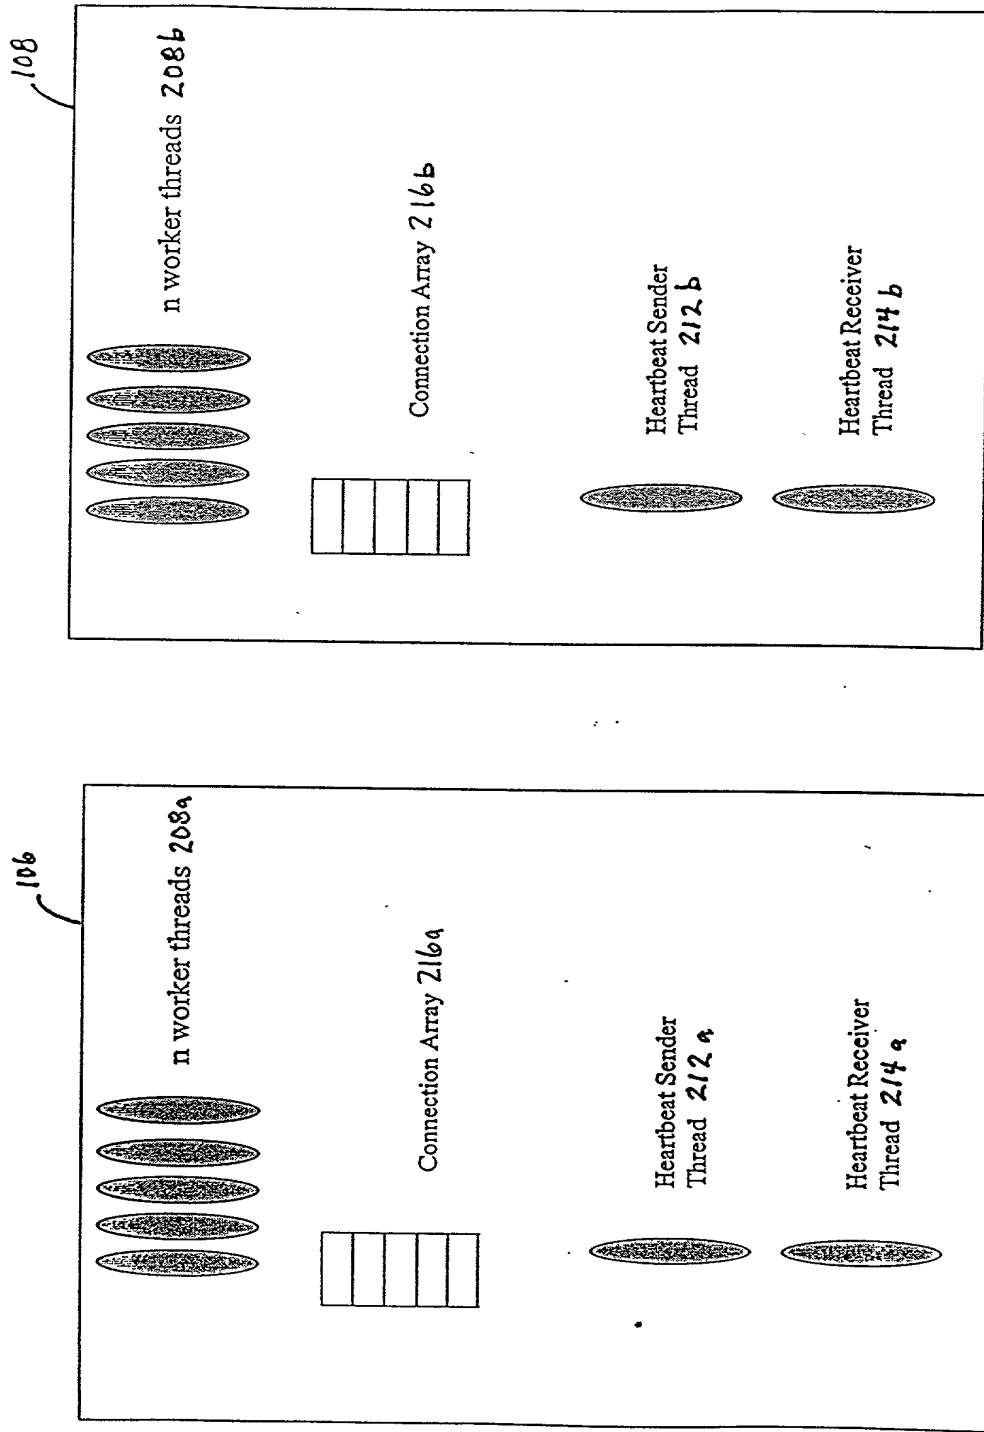 106
n worker threads 208a
Connection Array 216a
Heartbeat Sender
Thread 212a
Heartbeat Receiver
Thread 214a
108
n worker threads 208b
Connection Array 216b
Heartbeat Sender
Thread 212b
Heartbeat Receiver
Thread 214b